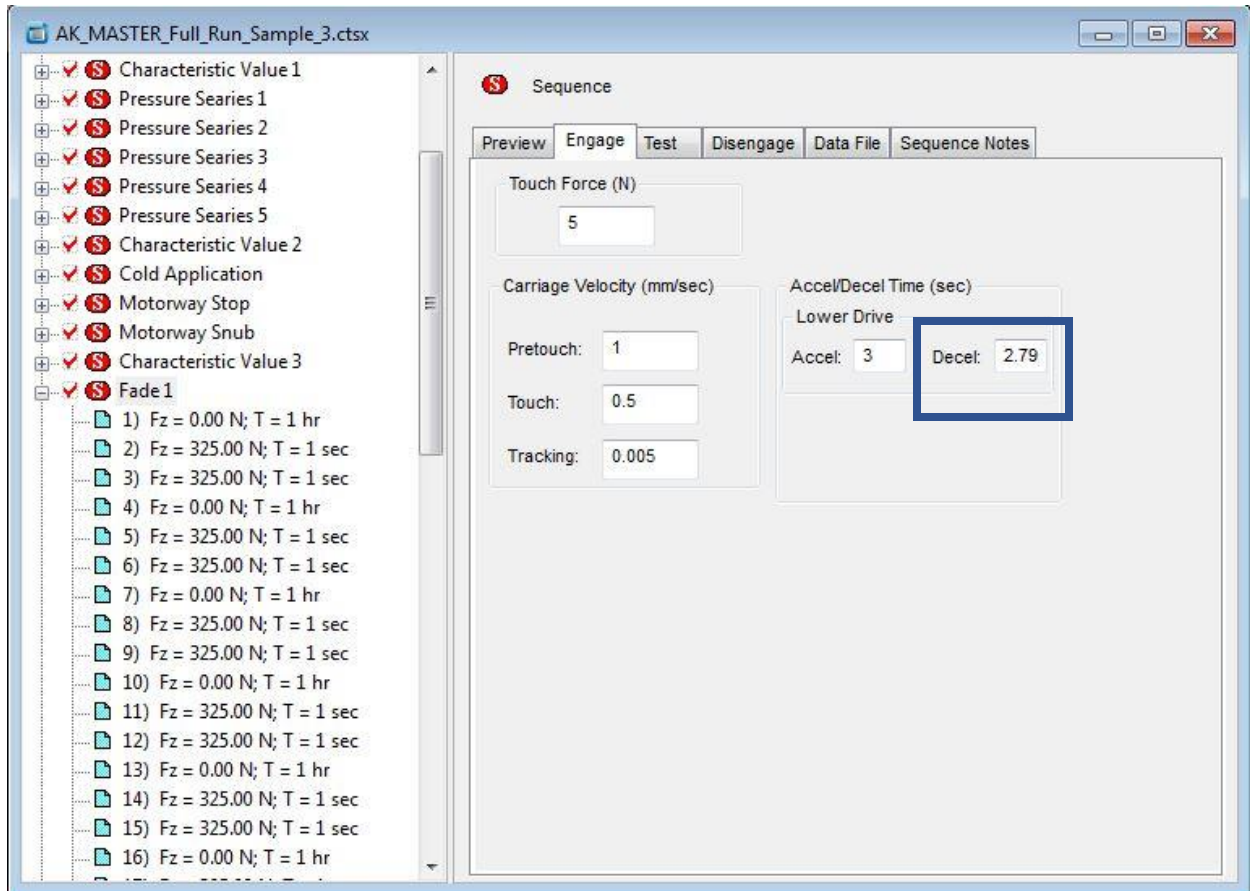 AK_MASTER_Full_Run_Sample_3.ctsx
S Characteristic Value 1
S Pressure Searies 1
S Pressure Searies 2
S Pressure Searies 3
S Pressure Searies 4
S Pressure Searies 5
S Characteristic Value 2
S Cold Application
S Motorway Stop
S Motorway Snub
S Characteristic Value 3
S Fade 1
1) Fz = 0.00 N; T = 1 hr
2) Fz = 325.00 N; T = 1 sec
3) Fz = 325.00 N; T = 1 sec
4) Fz = 0.00 N; T = 1 hr
5) Fz = 325.00 N; T = 1 sec
6) Fz = 325.00 N; T = 1 sec
7) Fz = 0.00 N; T = 1 hr
8) Fz = 325.00 N; T = 1 sec
9) Fz = 325.00 N; T = 1 sec
10) Fz = 0.00 N; T = 1 hr
11) Fz = 325.00 N; T = 1 sec
12) Fz = 325.00 N; T = 1 sec
13) Fz = 0.00 N; T = 1 hr
14) Fz = 325.00 N; T = 1 sec
15) Fz = 325.00 N; T = 1 sec
16) Fz = 0.00 N; T = 1 hr
S Sequence
Preview Engage Test Disengage Data File Sequence Notes
Touch Force (N)
5
Carriage Velocity (mm/sec)
Pretouch: 1
Touch: 0.5
Tracking: 0.005
Accel/Decel Time (sec)
Lower Drive
Accel: 3 Decel: 2.79